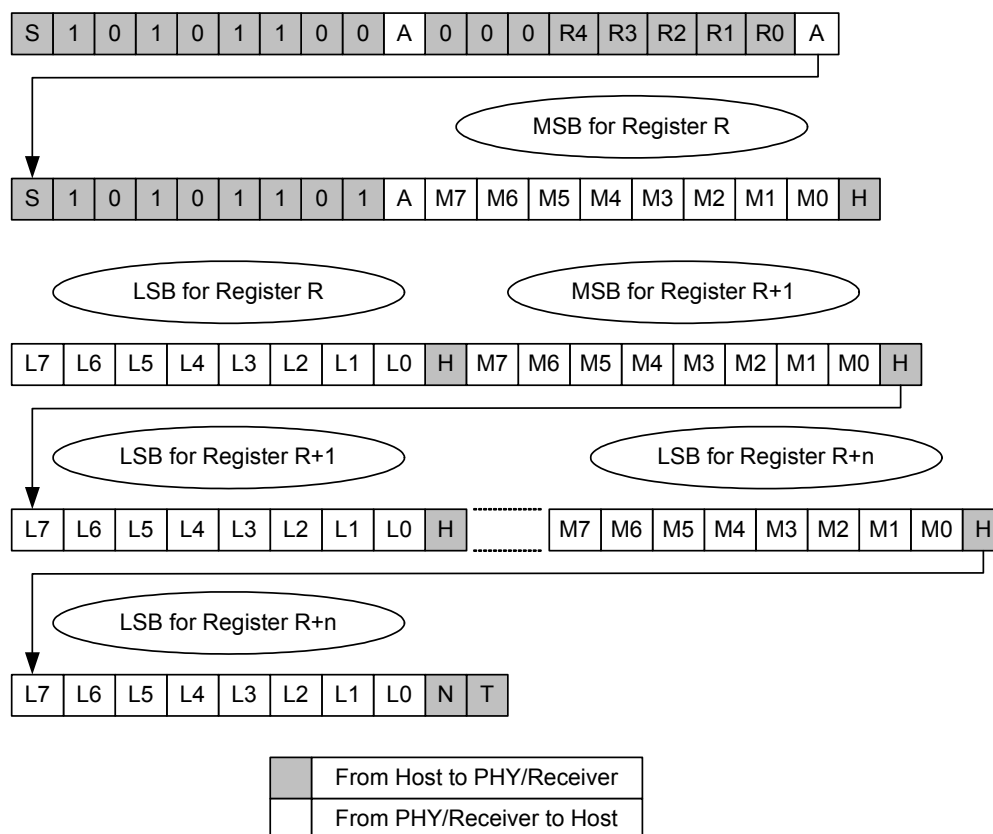 S 1 0 1 0 1 1 0 0 A 0 0 0 R4 R3 R2 R1 R0 A
MSB for Register R
S 1 0 1 0 1 1 0 1 A M7 M6 M5 M4 M3 M2 M1 M0 H
LSB for Register R MSB for Register R+1
L7 L6 L5 L4 L3 L2 L1 L0 H M7 M6 M5 M4 M3 M2 M1 M0 H
LSB for Register R+1 LSB for Register R+n
L7 L6 L5 L4 L3 L2 L1 L0 H M7 M6 M5 M4 M3 M2 M1 M0 H
LSB for Register R+n
L7 L6 L5 L4 L3 L2 L1 L0 N T
From Host to PHY/Receiver
From PHY/Receiver to Host